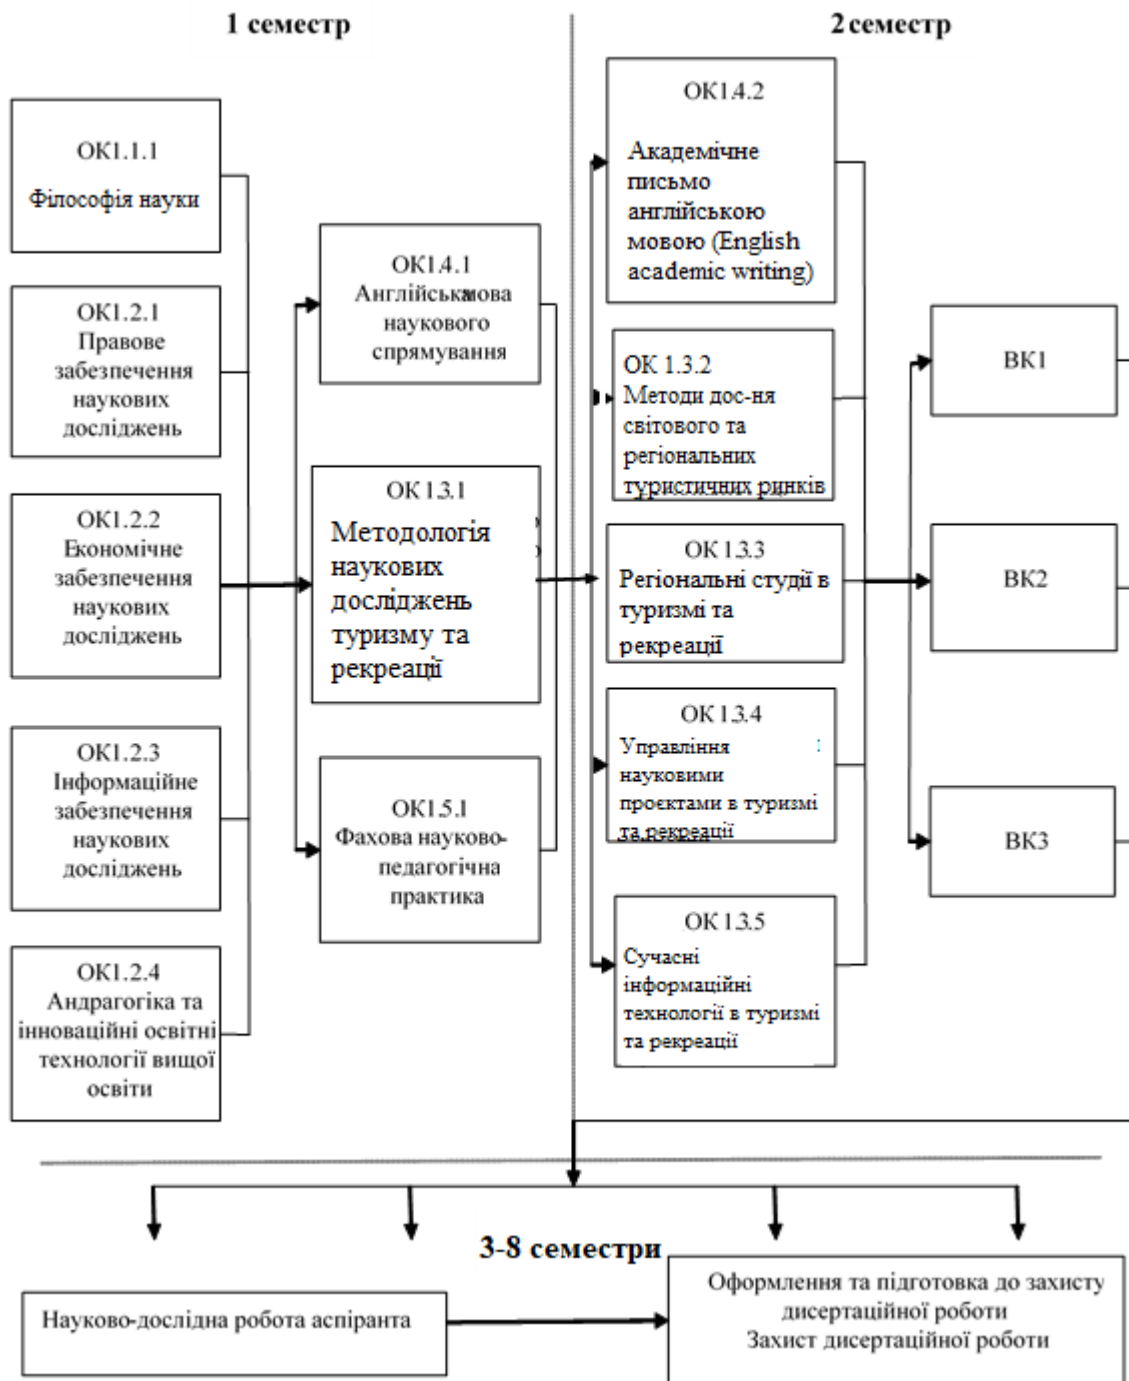 1 семестр
2 семестр
ОК1.1.1
Філософія науки
ОК1.2.1
Правове
забезпечення
наукових
досліджень
ОК1.2.2
Економічне
забезпечення
наукових
досліджень
ОК1.2.3
Інформаційне
забезпечення
наукових
досліджень
ОК1.2.4
Андрагогіка та
інноваційні освітні
технології вищої
освіти
ОК1.4.1
Англійська мова
наукового
спрямування
ОК 1.3.1
Методологія
наукових
досліджень
туризму та
рекреації
ОК1.5.1
Фахова науково-
педагогічна
практика
ОК1.4.2
Академічне
письмо
англійською
мовою (English
academic writing)
ОК 1.3.2
Методи дос-ня
світового та
регіональних
туристичних ринків
ОК 1.3.3
Регіональні студії в
туризмі та
рекреації
ОК 1.3.4
Управління
науковими
проєктами в туризмі
та рекреації
ОК 1.3.5
Сучасні
інформаційні
технології в туризмі
та рекреації
ВК1
ВК2
ВК3
3-8 семестри
Науково-дослідна робота аспіранта
Оформлення та підготовка до захисту
дисертаційної роботи
Захист дисертаційної роботи